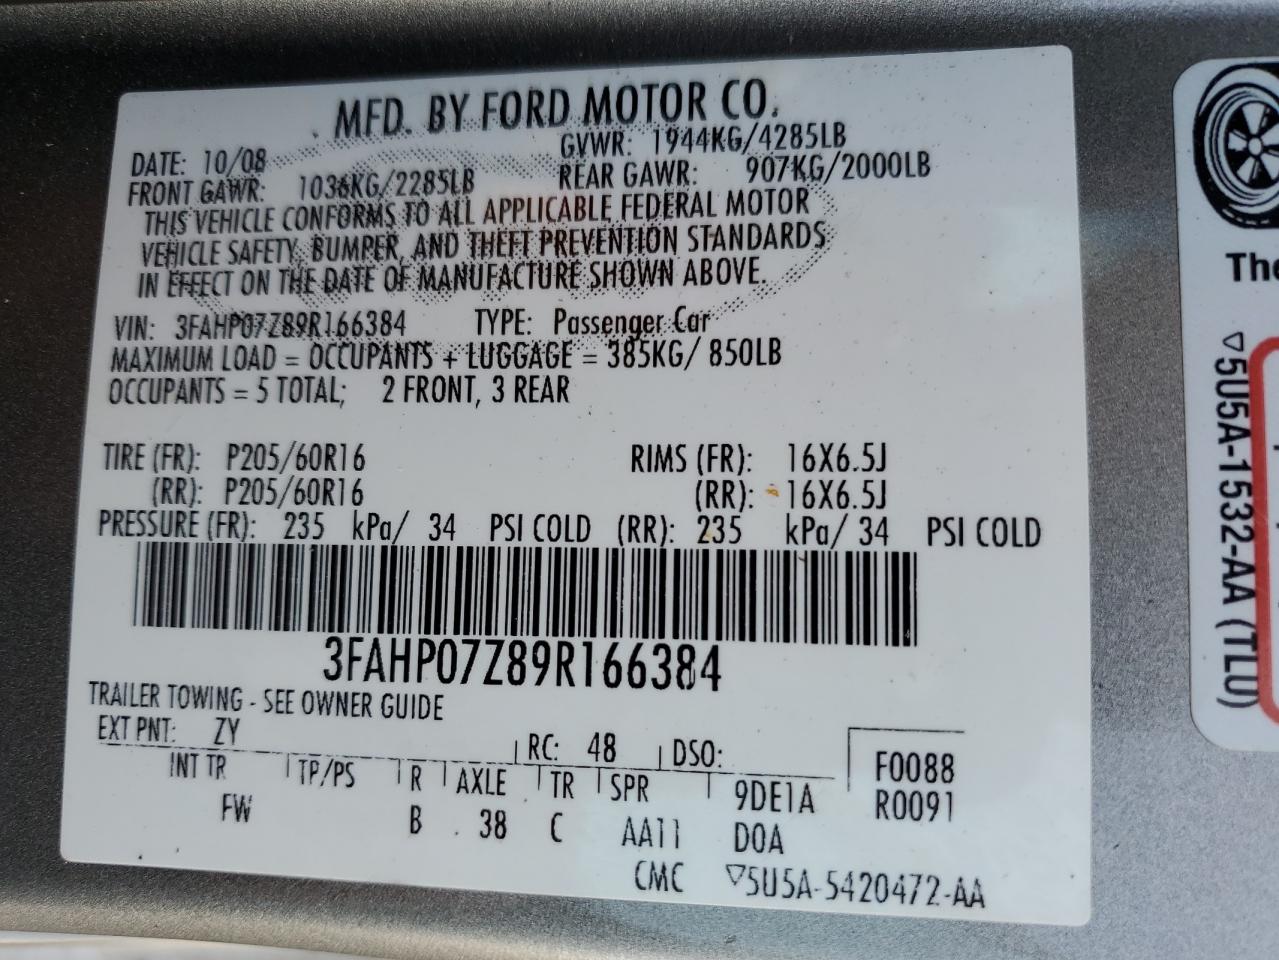 MFD. BY FORD MOTOR CO.
DATE: 10/08 GVWR: 1944KG/4285LB
FRONT GAWR: 1036KG/2285LB REAR GAWR: 907KG/2000LB
THIS VEHICLE CONFORMS TO ALL APPLICABLE FEDERAL MOTOR
VEHICLE SAFETY, BUMPER, AND THEFT PREVENTION STANDARDS
IN EFFECT ON THE DATE OF MANUFACTURE SHOWN ABOVE.
VIN: 3FAHP07Z89R166384 TYPE: Passenger Car
MAXIMUM LOAD = OCCUPANTS + LUGGAGE = 385KG/ 850LB
OCCUPANTS = 5 TOTAL; 2 FRONT, 3 REAR
TIRE (FR): P205/60R16 RIMS (FR): 16X6.5J
(RR): P205/60R16 (RR): 16X6.5J
PRESSURE (FR): 235 kPa/ 34 PSI COLD (RR): 235 kPa/ 34 PSI COLD
3FAHP07Z89R166384
TRAILER TOWING - SEE OWNER GUIDE
EXT PNT: ZY RC: 48 DSO: F0088
INT TR TP/PS R AXLE TR SPR 9DE1A R0091
FW B 38 C AA11 D0A
CMC ▽5U5A-5420472-AA
The
▽5U5A-1532-AA (TLU)